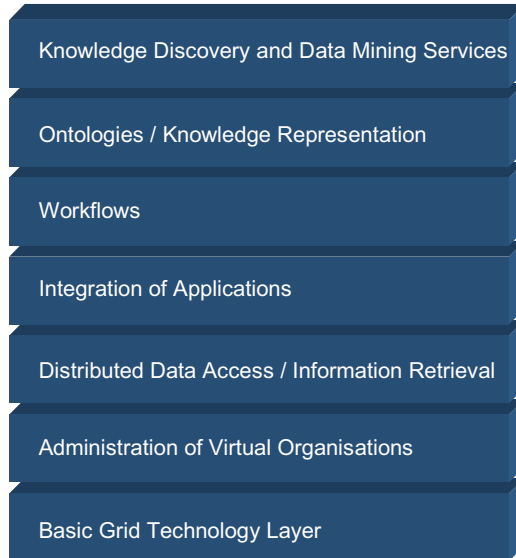 Knowledge Discovery and Data Mining Services
Ontologies / Knowledge Representation
Workflows
Integration of Applications
Distributed Data Access / Information Retrieval
Administration of Virtual Organisations
Basic Grid Technology Layer